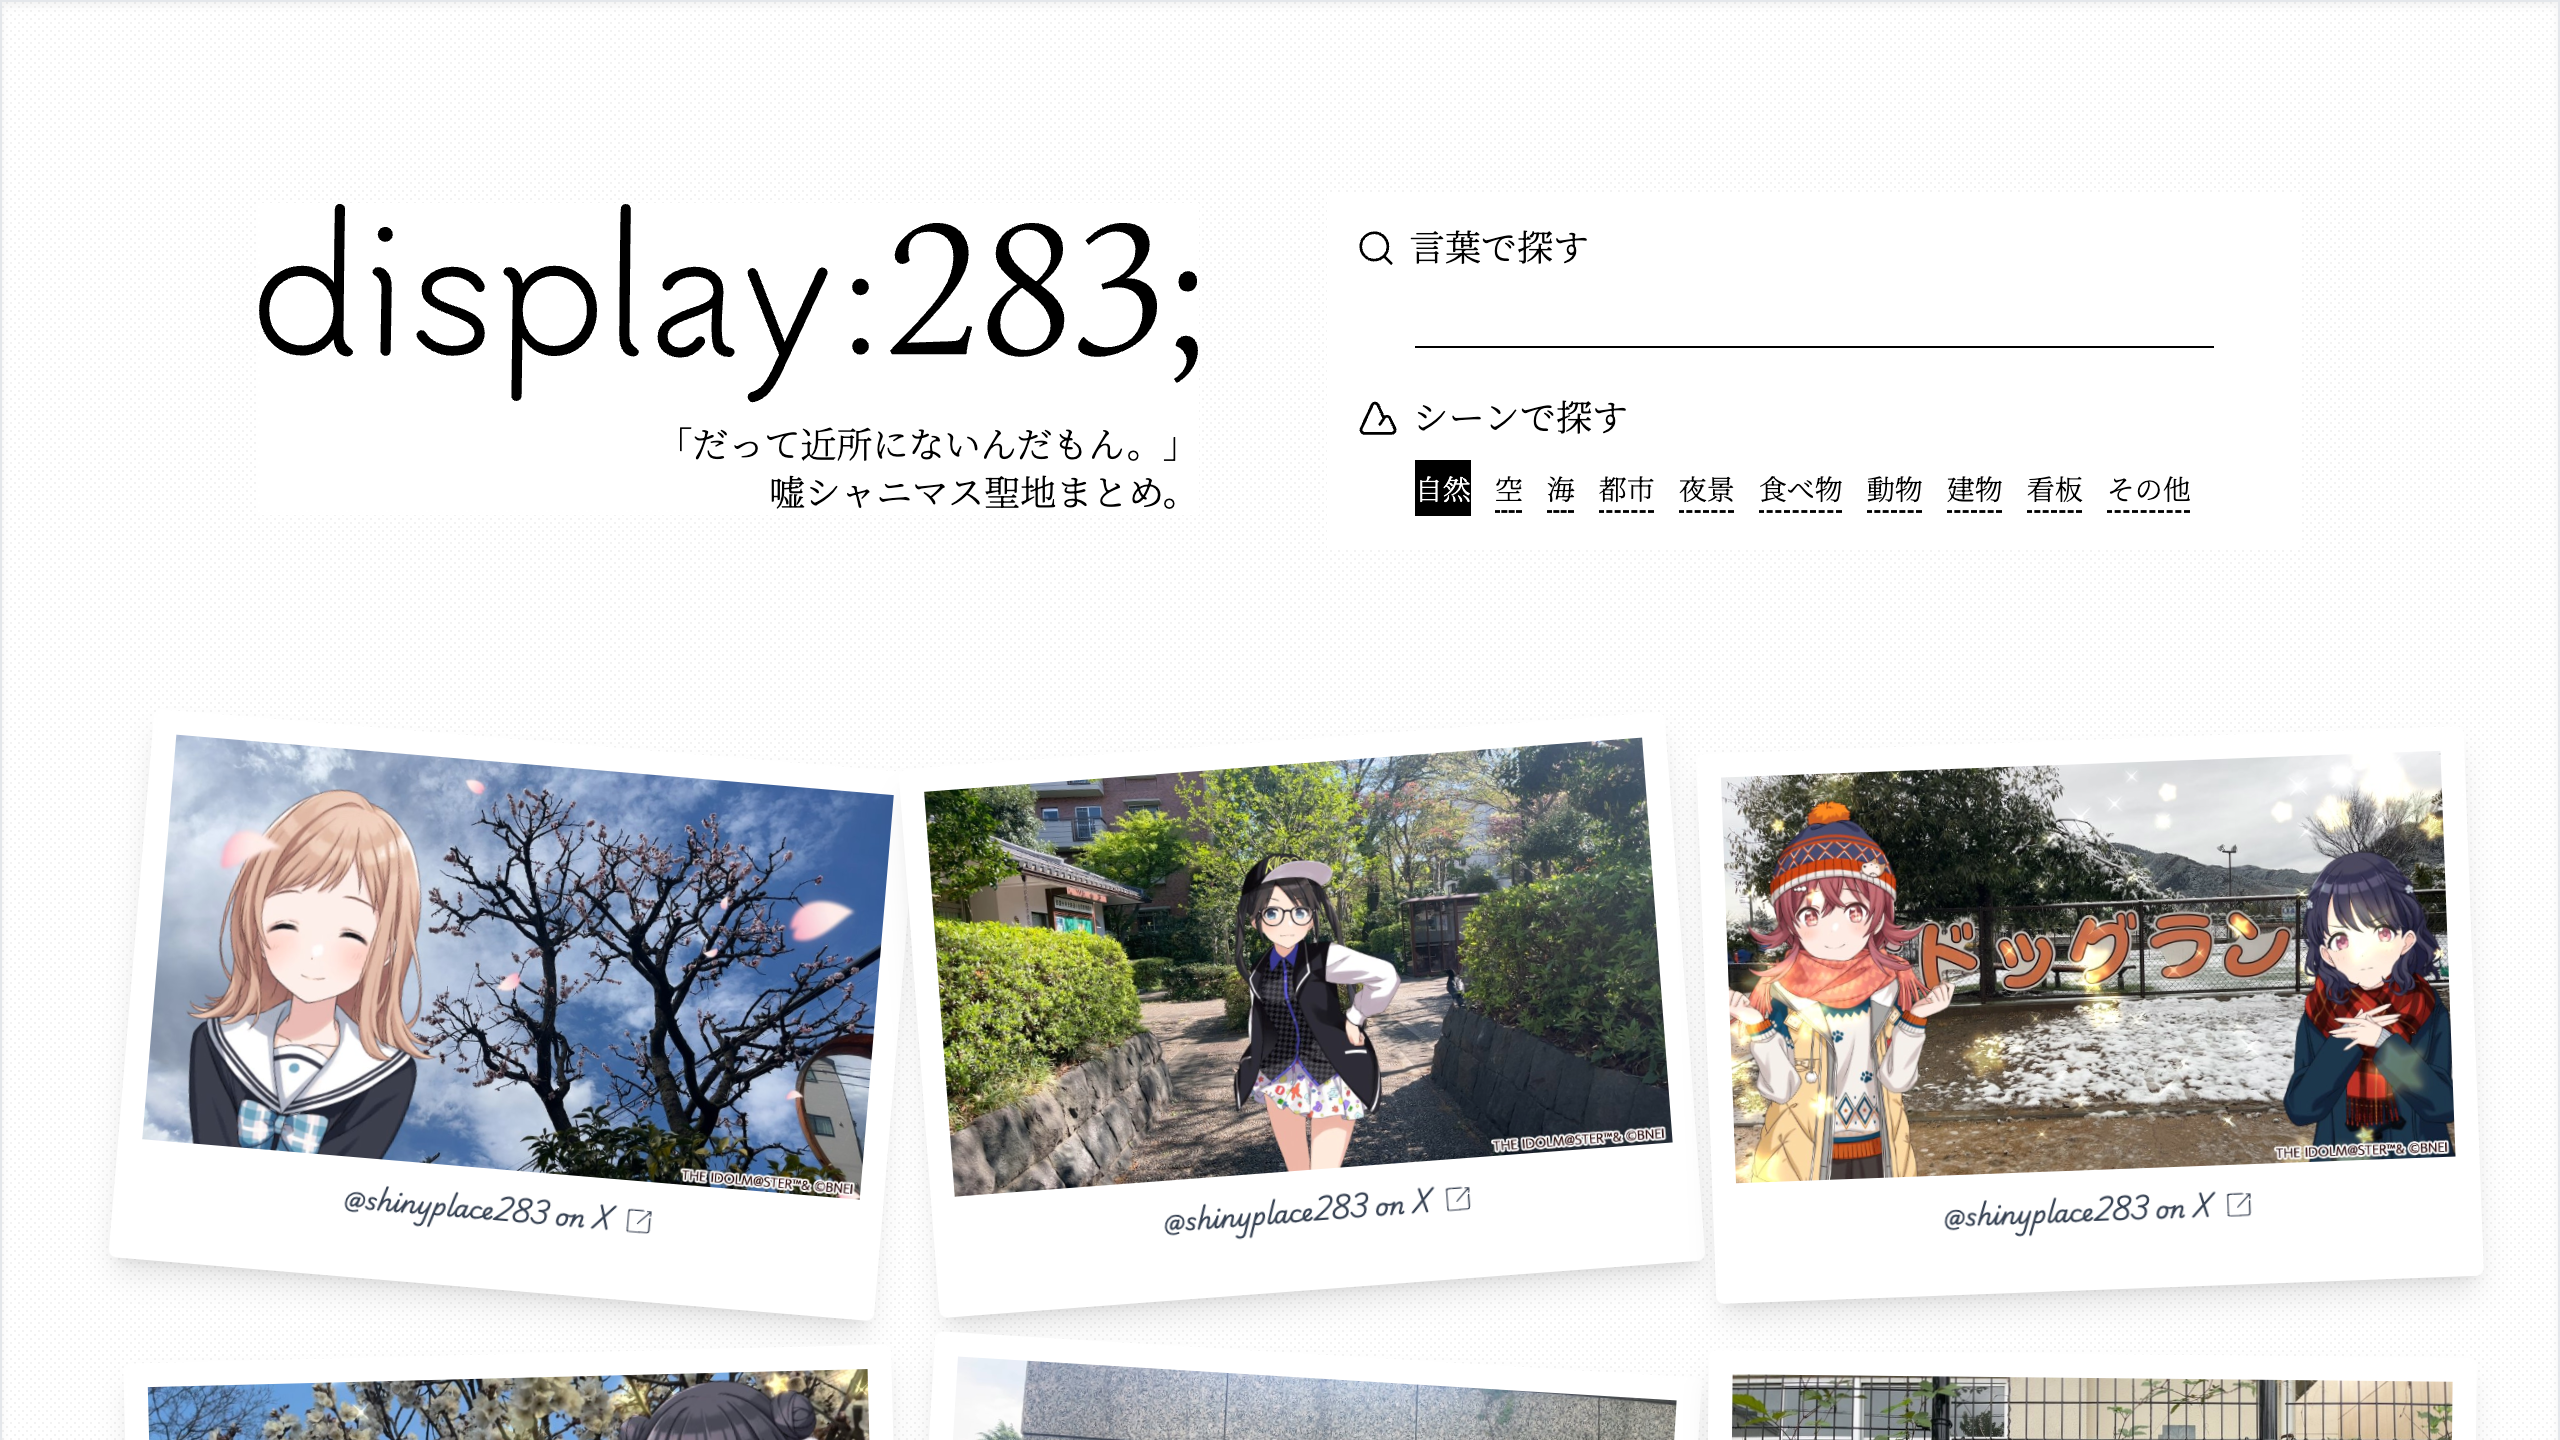 display:283;
「だって近所にないんだもん。」
嘘シャニマス聖地まとめ。
言葉で探す
シーンで探す
自然 空 海 都市 夜景 食べ物 動物 建物 看板 その他
THE IDOLM@STER™& ©BNEI
@shinyplace283 on X
THE IDOLM@STER™& ©BNEI
@shinyplace283 on X
ドッグラン
THE IDOLM@STER™& ©BNEI
@shinyplace283 on X